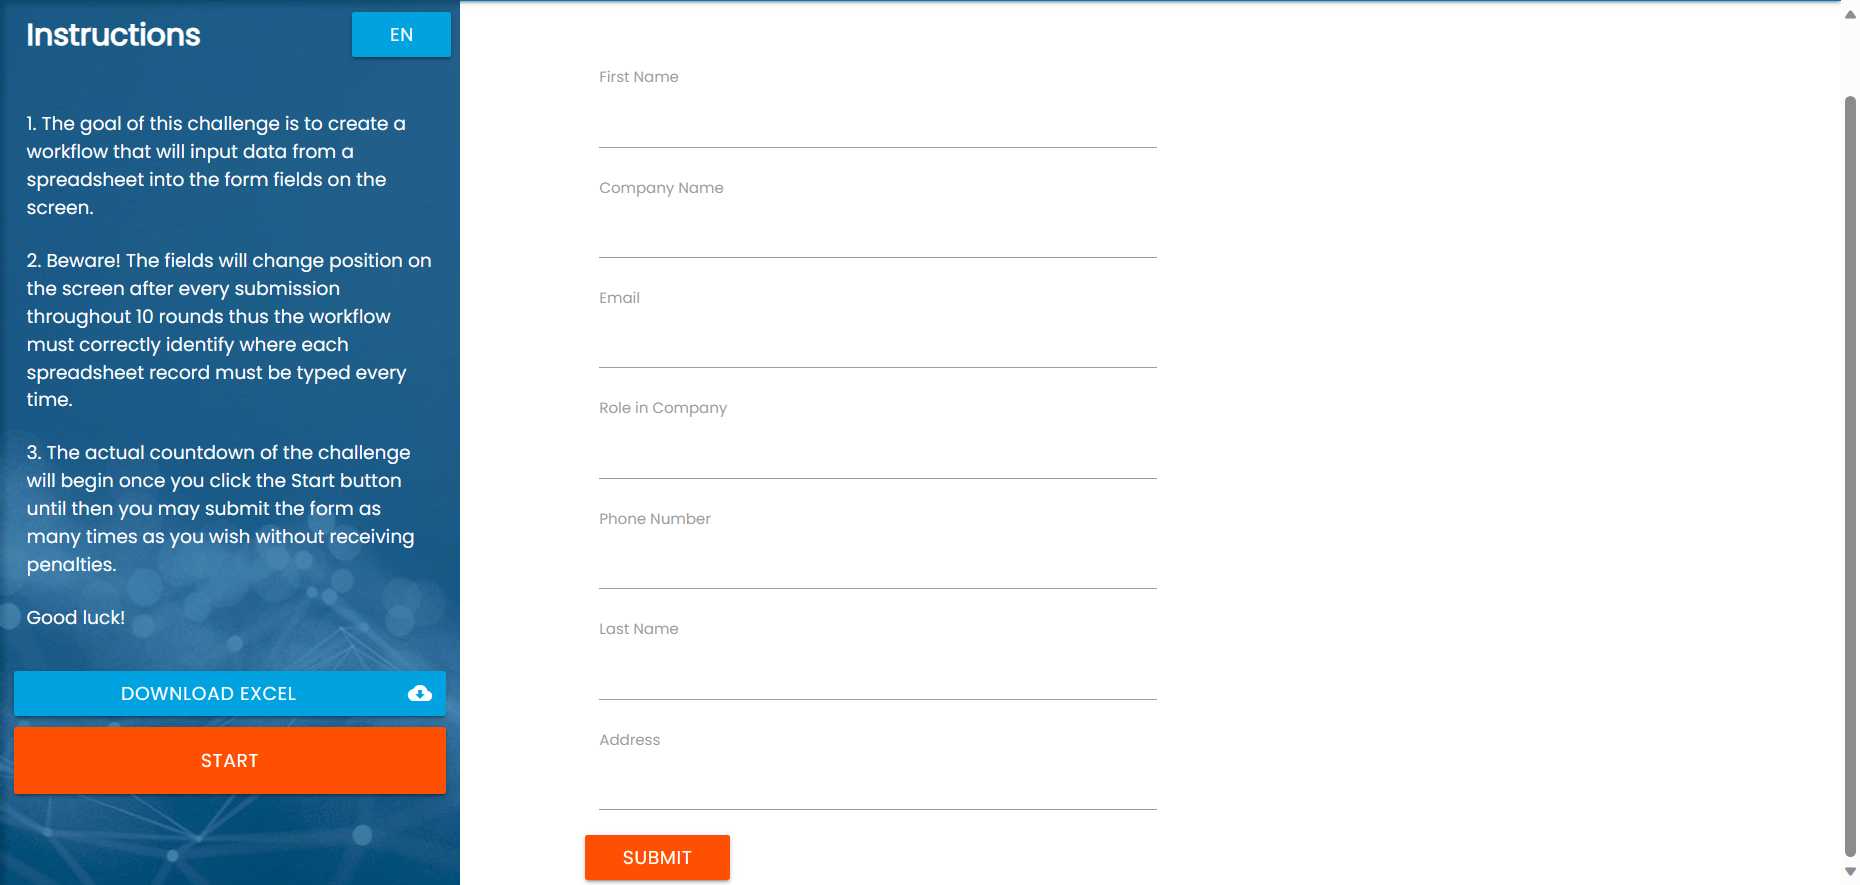 Instructions
EN
1. The goal of this challenge is to create a
workflow that will input data from a
spreadsheet into the form fields on the
screen.
2. Beware! The fields will change position on
the screen after every submission
throughout 10 rounds thus the workflow
must correctly identify where each
spreadsheet record must be typed every
time.
3. The actual countdown of the challenge
will begin once you click the Start button
until then you may submit the form as
many times as you wish without receiving
penalties.
Good luck!
DOWNLOAD EXCEL
START
First Name
Company Name
Email
Role in Company
Phone Number
Last Name
Address
SUBMIT